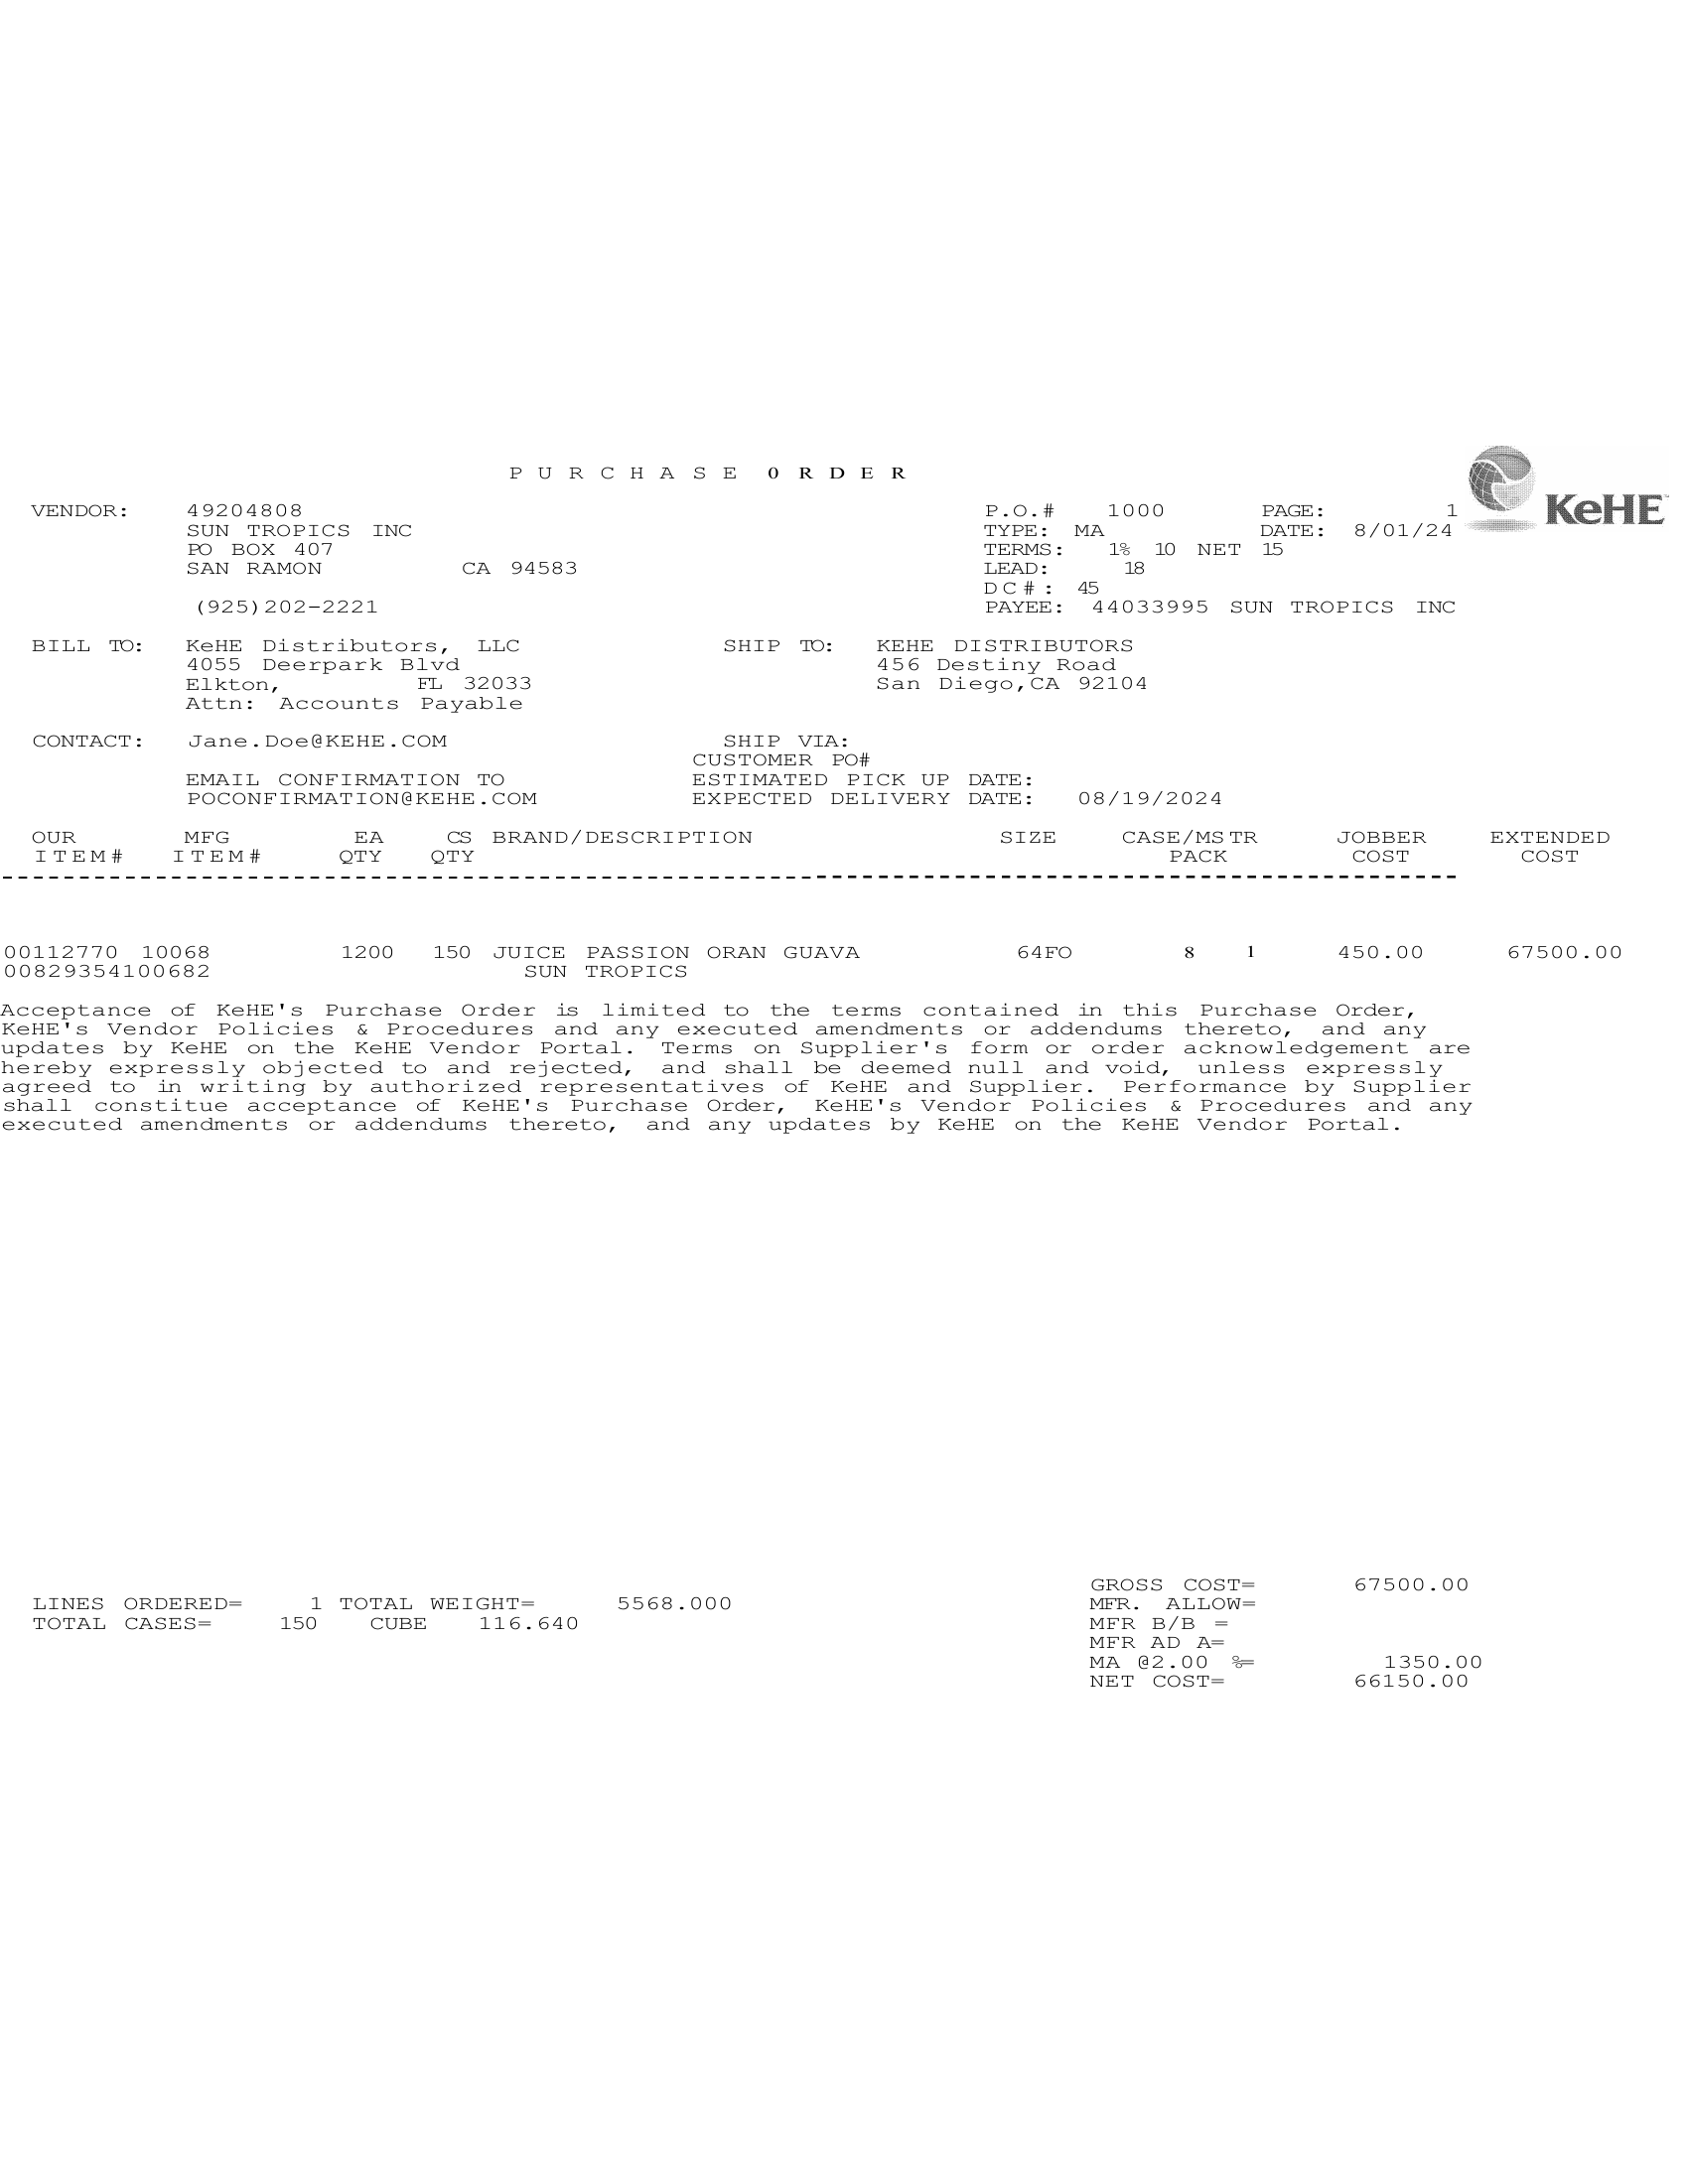 PURCHASE 0RDER
KeHE
VENDOR: 49204808 P.O.# 1000 PAGE: 1
SUN TROPICS INC TYPE: MA DATE: 8/01/24
PO BOX 407 TERMS: 1% 10 NET 15
SAN RAMON CA 94583 LEAD: 18
DC#: 45
(925)202-2221 PAYEE: 44033995 SUN TROPICS INC
BILL TO: KeHE Distributors, LLC SHIP TO: KEHE DISTRIBUTORS
4055 Deerpark Blvd 456 Destiny Road
Elkton, FL 32033 San Diego,CA 92104
Attn: Accounts Payable
CONTACT: Jane.Doe@KEHE.COM SHIP VIA:
CUSTOMER PO#
EMAIL CONFIRMATION TO ESTIMATED PICK UP DATE:
POCONFIRMATION@KEHE.COM EXPECTED DELIVERY DATE: 08/19/2024
OUR MFG EA CS BRAND/DESCRIPTION SIZE CASE/MSTR JOBBER EXTENDED
ITEM# ITEM# QTY QTY PACK COST COST
00112770 10068 1200 150 JUICE PASSION ORAN GUAVA 64FO 8 1 450.00 67500.00
00829354100682 SUN TROPICS
Acceptance of KeHE's Purchase Order is limited to the terms contained in this Purchase Order,
KeHE's Vendor Policies & Procedures and any executed amendments or addendums thereto, and any
updates by KeHE on the KeHE Vendor Portal. Terms on Supplier's form or order acknowledgement are
hereby expressly objected to and rejected, and shall be deemed null and void, unless expressly
agreed to in writing by authorized representatives of KeHE and Supplier. Performance by Supplier
shall constitue acceptance of KeHE's Purchase Order, KeHE's Vendor Policies & Procedures and any
executed amendments or addendums thereto, and any updates by KeHE on the KeHE Vendor Portal.
GROSS COST= 67500.00
LINES ORDERED= 1 TOTAL WEIGHT= 5568.000 MFR. ALLOW=
TOTAL CASES= 150 CUBE 116.640 MFR B/B =
MFR AD A=
MA @2.00 %= 1350.00
NET COST= 66150.00